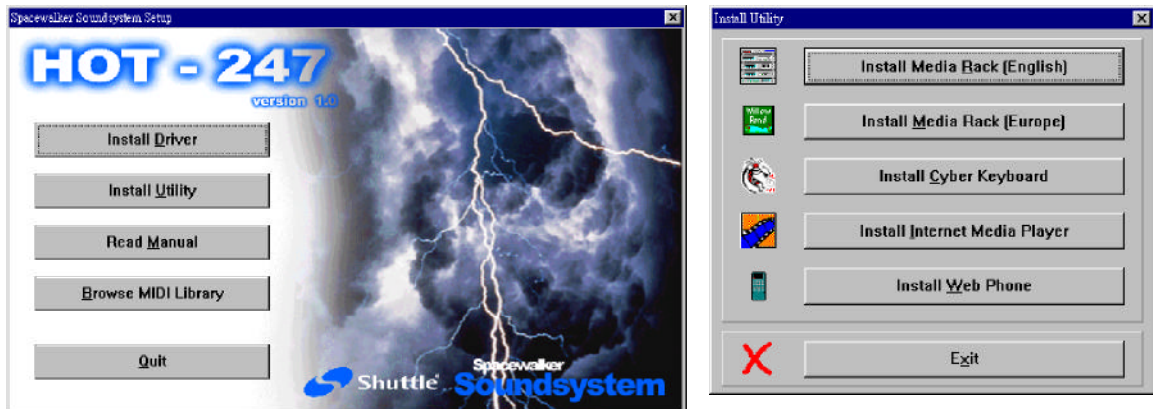 Spacewalker Soundsystem Setup
HOT - 247
version 1.0
Install Driver
Install Utility
Read Manual
Browse MIDI Library
Quit
Shuttle
Spacewalker
Soundsystem
Install Utility
Install Media Rack (English)
Willow
Pond
Install Media Rack (Europe)
Install Cyber Keyboard
Install Internet Media Player
Install Web Phone
Exit